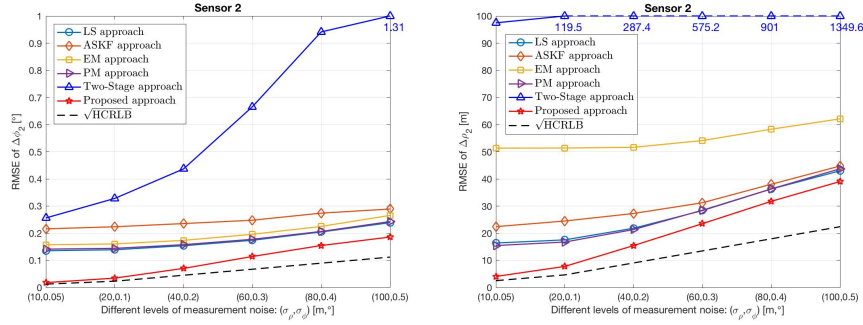 Sensor 2
RMSE of Δϕ₂ [°]
1
0.9
0.8
0.7
0.6
0.5
0.4
0.3
0.2
0.1
0
LS approach
ASKF approach
EM approach
PM approach
Two-Stage approach
Proposed approach
√HCRLB
1.31
(10,0.05) (20,0.1) (40,0.2) (60,0.3) (80,0.4) (100,0.5)
Different levels of measurement noise: (σρ,σϕ) [m,°]
Sensor 2
RMSE of Δρ₂ [m]
100
90
80
70
60
50
40
30
20
10
0
119.5 287.4 575.2 901 1349.6
LS approach
ASKF approach
EM approach
PM approach
Two-Stage approach
Proposed approach
√HCRLB
(10,0.05) (20,0.1) (40,0.2) (60,0.3) (80,0.4) (100,0.5)
Different levels of measurement noise: (σρ,σϕ) [m,°]